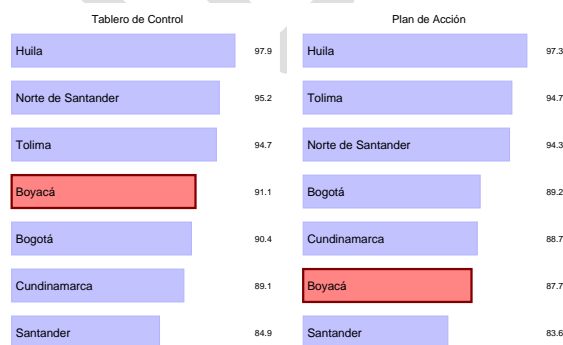 Tablero de Control
Huila 97.9
Norte de Santander 95.2
Tolima 94.7
Boyacá 91.1
Bogotá 90.4
Cundinamarca 89.1
Santander 84.9
Plan de Acción
Huila 97.3
Tolima 94.7
Norte de Santander 94.3
Bogotá 89.2
Cundinamarca 88.7
Boyacá 87.7
Santander 83.6